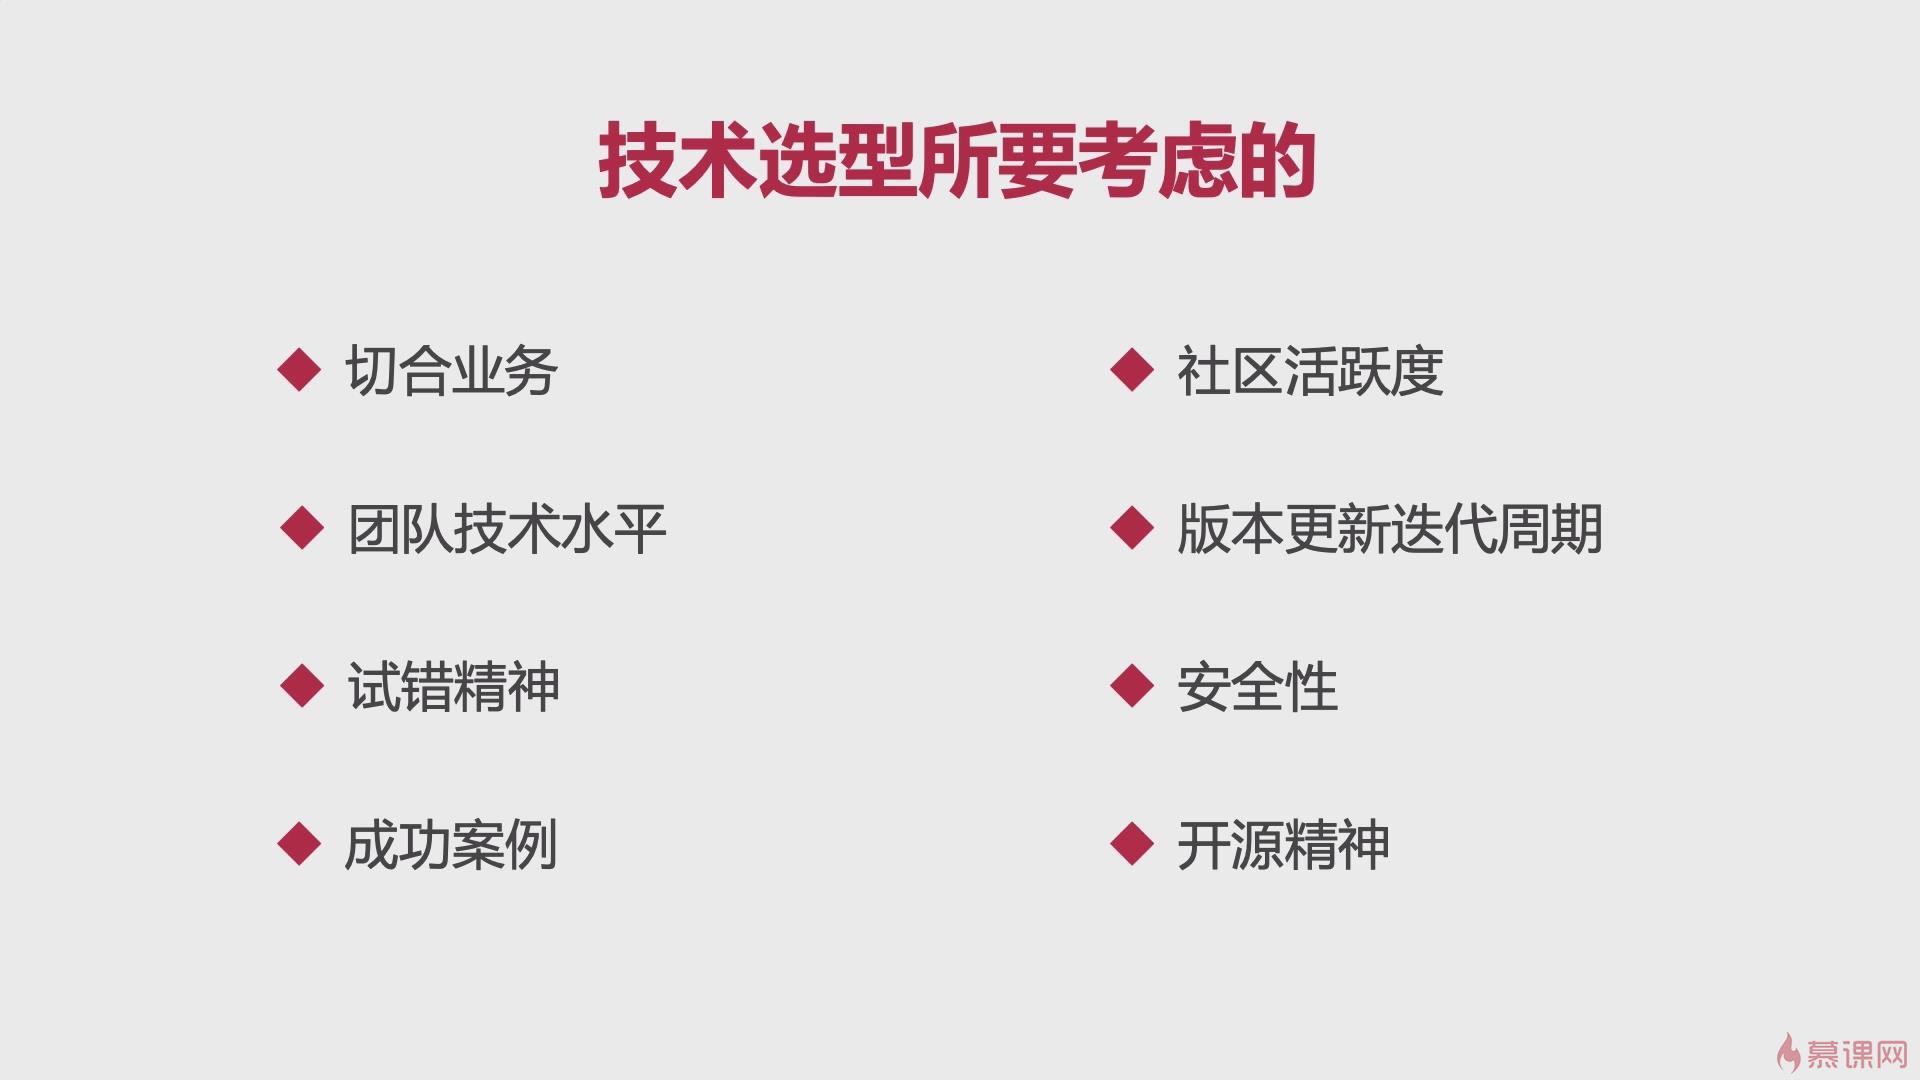 技术选型所要考虑的
切合业务
团队技术水平
试错精神
成功案例
社区活跃度
版本更新迭代周期
安全性
开源精神
慕课网